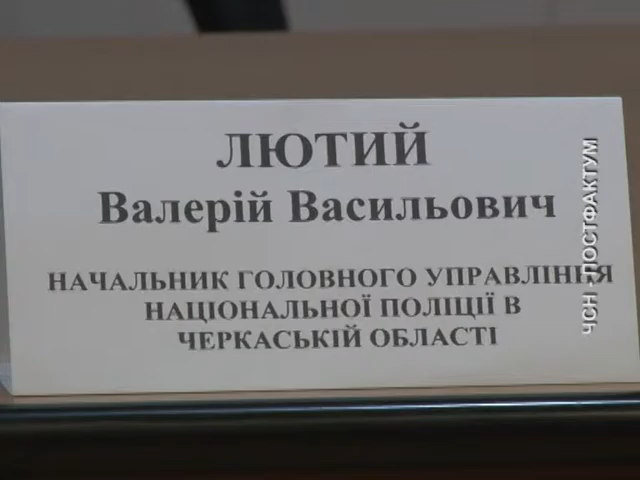 ЛЮТИЙ
Валерій Васильович
НАЧАЛЬНИК ГОЛОВНОГО УПРАВЛІННЯ
НАЦІОНАЛЬНОЇ ПОЛІЦІЇ В
ЧЕРКАСЬКІЙ ОБЛАСТІ
ЧСН - ПОСТФАКТУМ